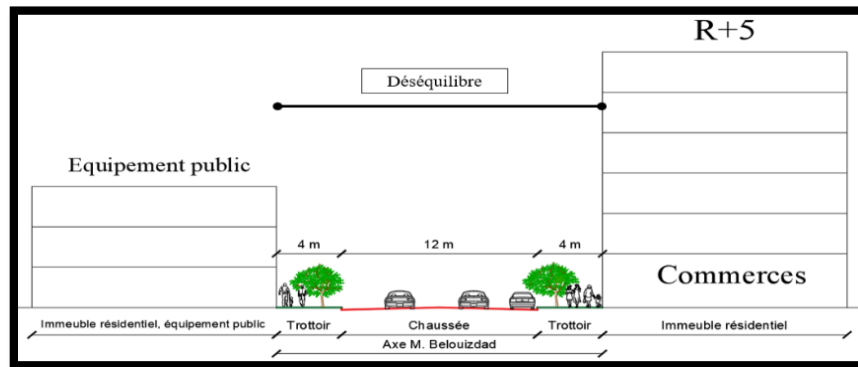 R+5
Déséquilibre
Equipement public
4 m 12 m 4 m
Commerces
Immeuble résidentiel, équipement public Trottoir Chaussée Trottoir Immeuble résidentiel
Axe M. Belouizdad